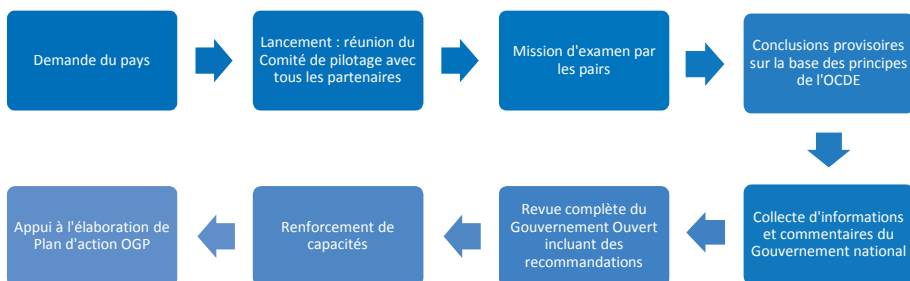 Demande du pays
Lancement : réunion du
Comité de pilotage avec
tous les partenaires
Mission d'examen par
les pairs
Conclusions provisoires
sur la base des principes
de l'OCDE
Collecte d'informations
et commentaires du
Gouvernement national
Revue complète du
Gouvernement Ouvert
incluant des
recommandations
Renforcement de
capacités
Appui à l'élaboration de
Plan d'action OGP